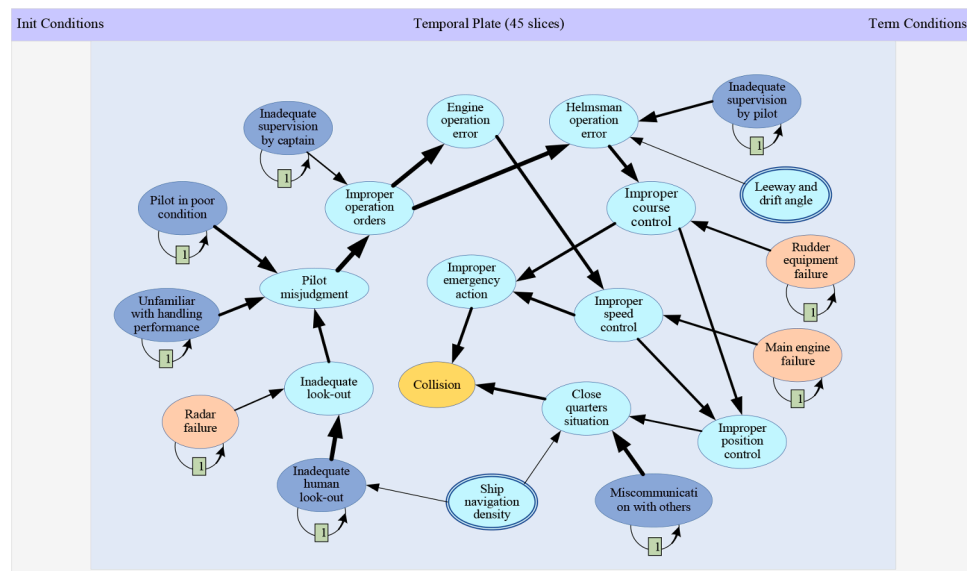 Init Conditions
Temporal Plate (45 slices)
Term Conditions
Inadequate
supervision
by captain
1
Engine
operation
error
Helmsman
operation
error
Inadequate
supervision
by pilot
1
Pilot in poor
condition
1
Improper
operation
orders
Improper
course
control
Leeway and
drift angle
Rudder
equipment
failure
1
Pilot
misjudgment
Improper
emergency
action
Unfamiliar
with handling
performance
1
Improper
speed
control
Main engine
failure
1
Inadequate
look-out
Collision
Close
quarters
situation
Radar
failure
1
Improper
position
control
Inadequate
human
look-out
1
Ship
navigation
density
Miscommunicati
on with others
1